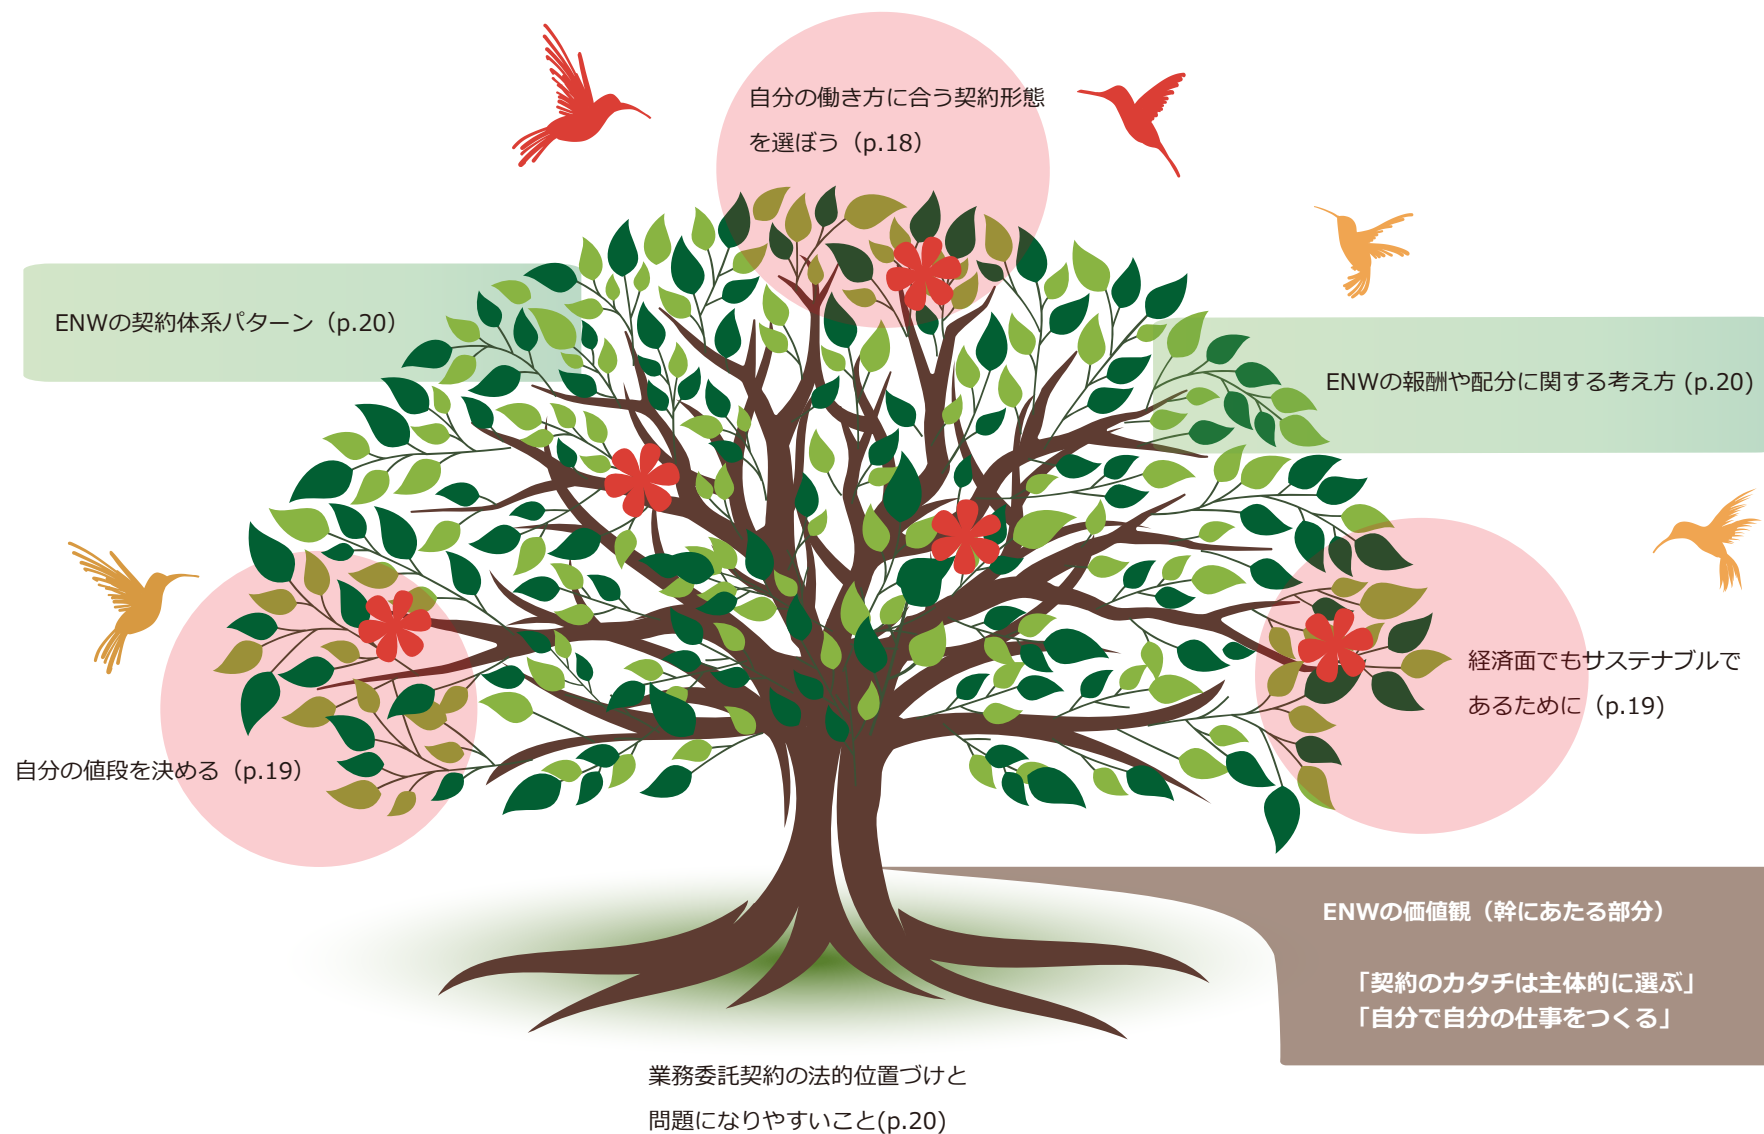 自分の働き方に合う契約形態
を選ぼう（p.18）
ENWの契約体系パターン（p.20）
ENWの報酬や配分に関する考え方 (p.20)
経済面でもサステナブルで
あるために（p.19)
自分の値段を決める（p.19）
ENWの価値観（幹にあたる部分）
「契約のカタチは主体的に選ぶ」
「自分で自分の仕事をつくる」
業務委託契約の法的位置づけと
問題になりやすいこと(p.20)